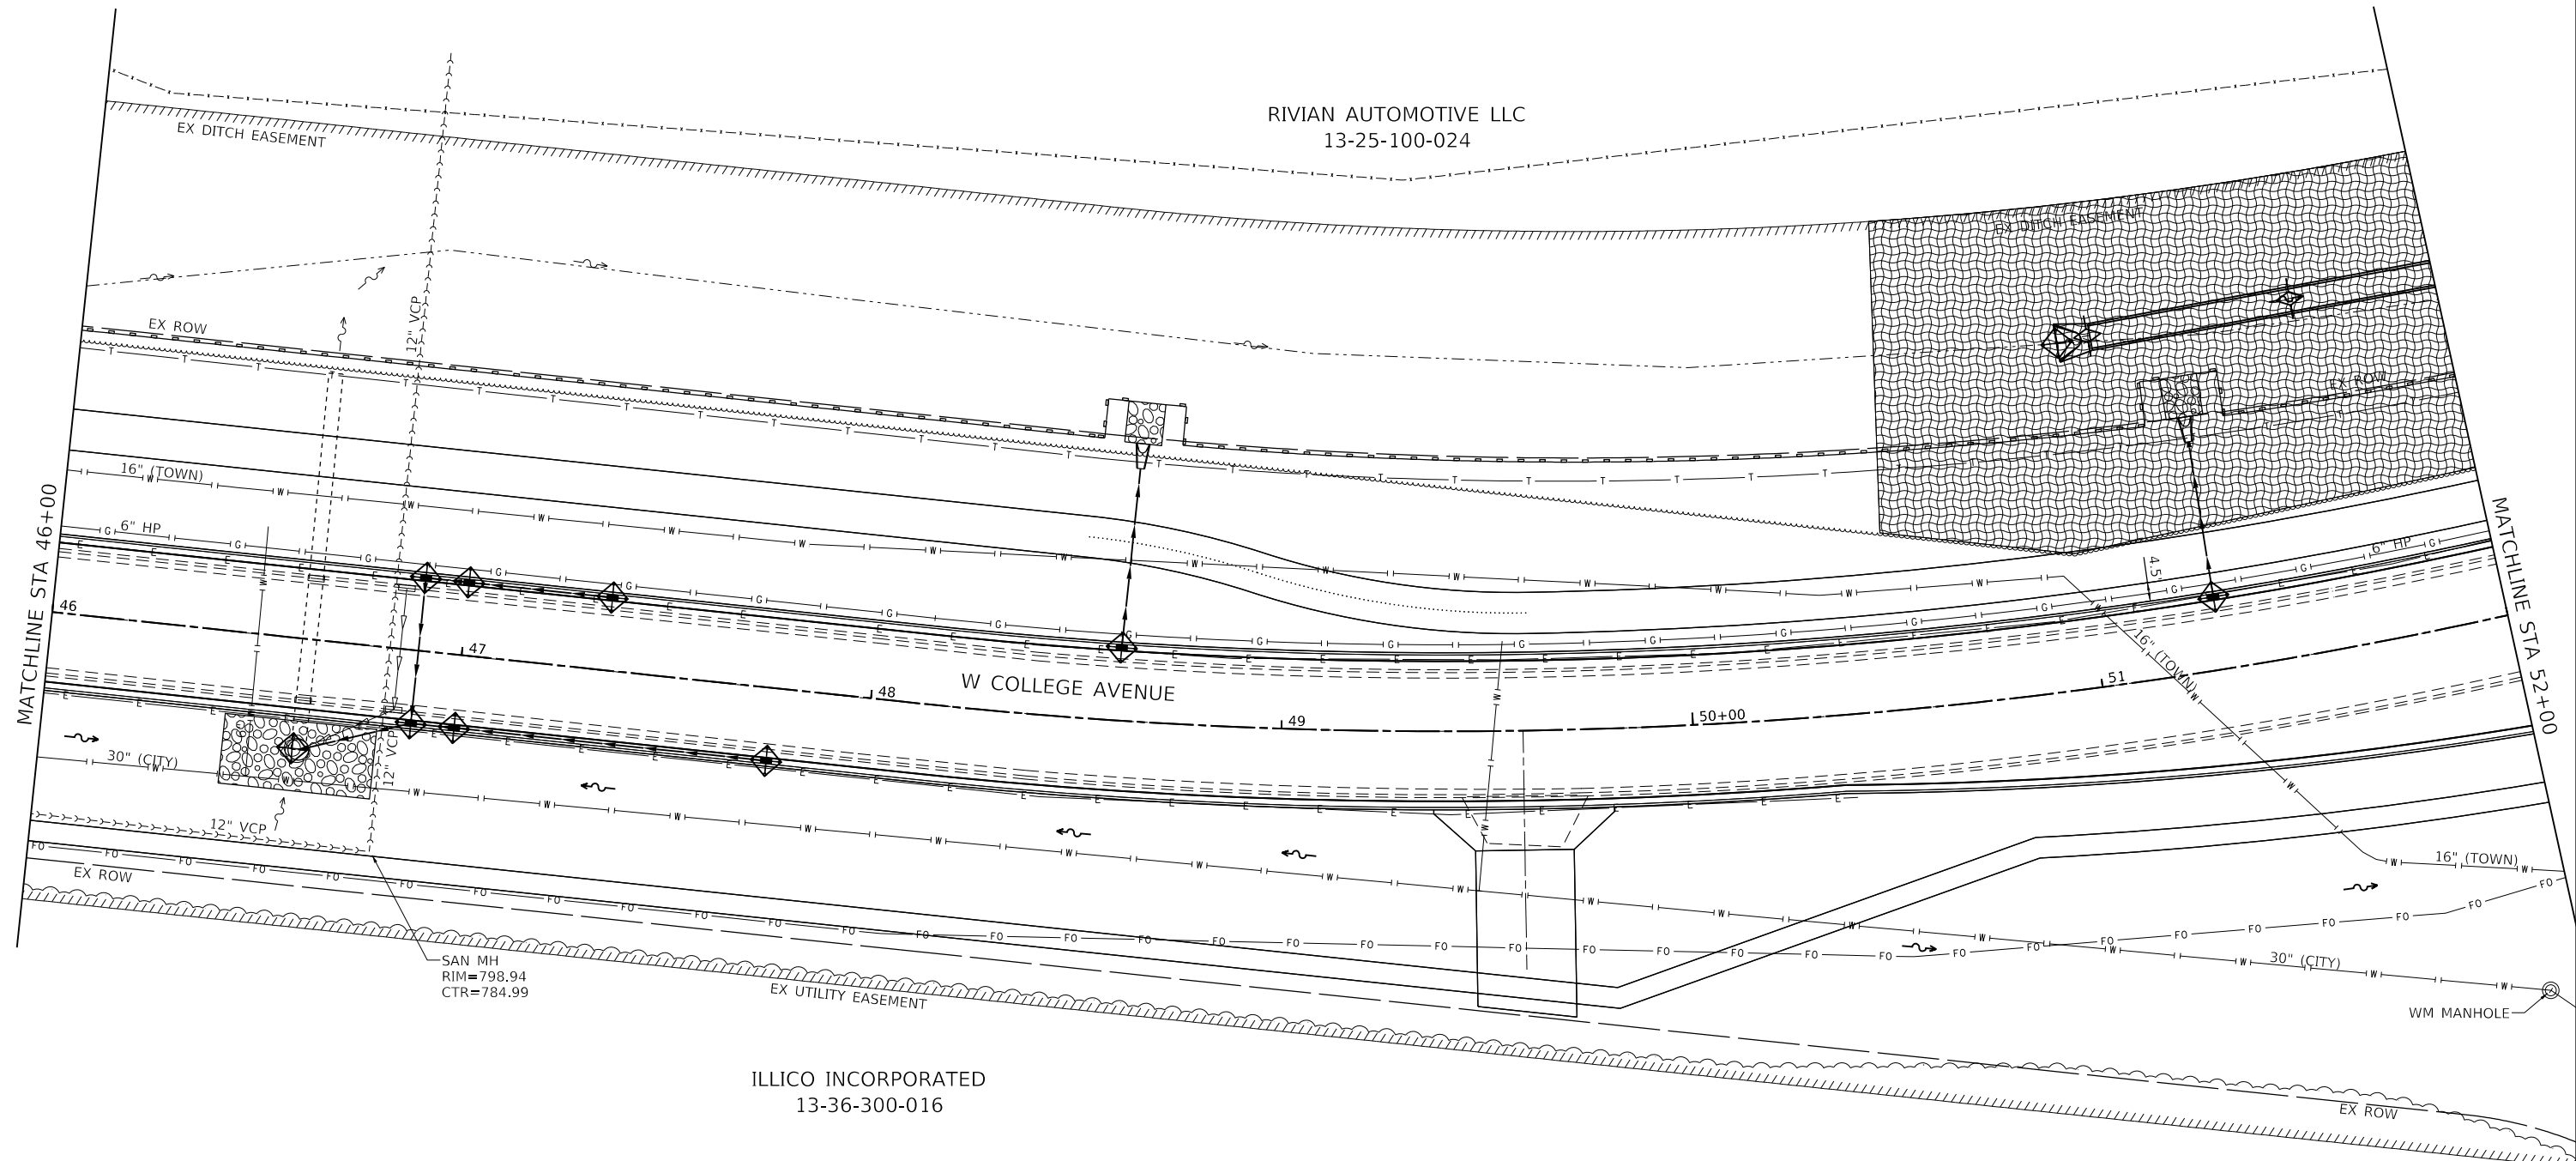 RIVIAN AUTOMOTIVE LLC
13-25-100-024
EX DITCH EASEMENT
EX DITCH EASEMENT
12" VCP
EX ROW
EX ROW
16" (TOWN)
6" HP
6" HP
4.5'
MATCHLINE STA 46+00
MATCHLINE STA 52+00
46
47
48
49
50+00
51
W COLLEGE AVENUE
16" (TOWN)
30" (CITY)
12" VCP
12" VCP
16" (TOWN)
EX ROW
SAN MH
RIM=798.94
CTR=784.99
EX UTILITY EASEMENT
30" (CITY)
WM MANHOLE
ILLICO INCORPORATED
13-36-300-016
EX ROW